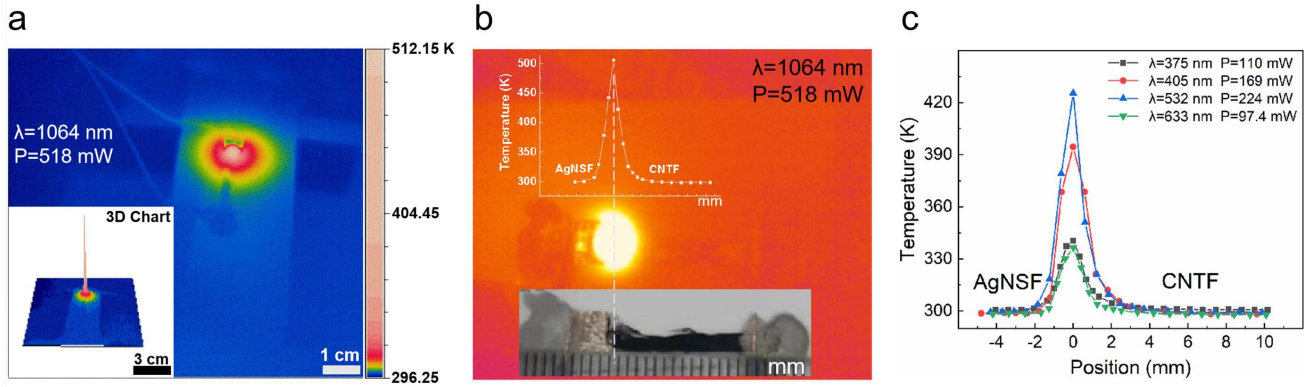 a
512.15 K
λ=1064 nm
P=518 mW
404.45
3D Chart
3 cm
1 cm
296.25
b
λ=1064 nm
P=518 mW
500
450
400
350
300
Temperature (K)
AgNSF
CNTF
mm
mm
c
λ=375 nm P=110 mW
λ=405 nm P=169 mW
λ=532 nm P=224 mW
λ=633 nm P=97.4 mW
420
390
360
330
300
Temperature (K)
AgNSF
CNTF
-4 -2 0 2 4 6 8 10
Position (mm)